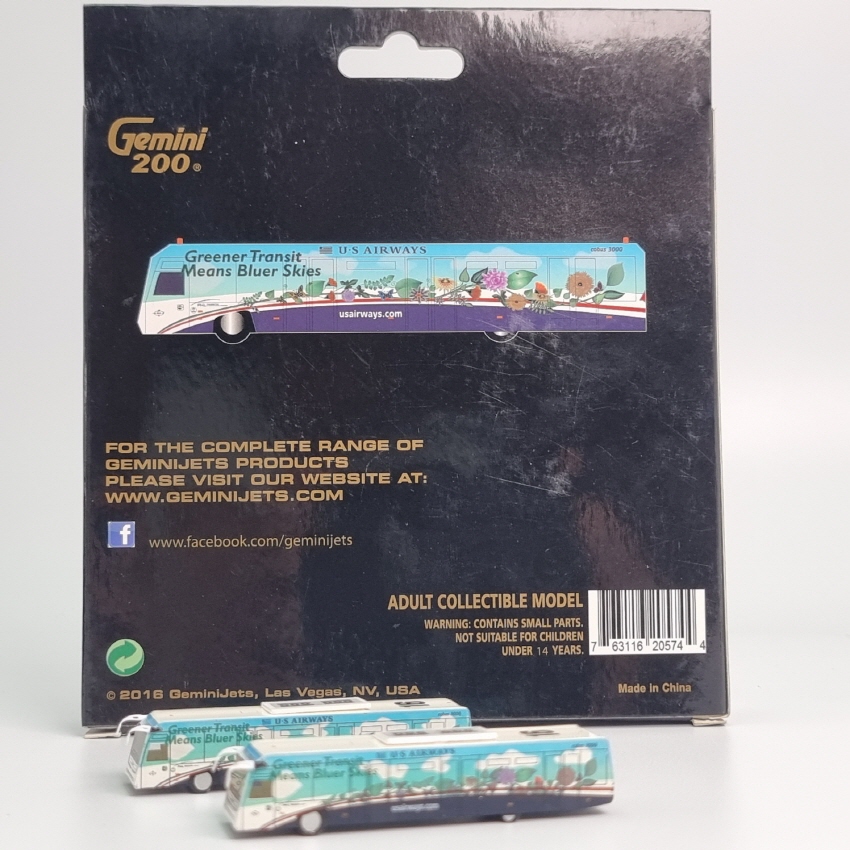 Gemini
200®
Greener Transit
Means Bluer Skies
U·S AIRWAYS
cobus 3000
usairways.com
FOR THE COMPLETE RANGE OF
GEMINIJETS PRODUCTS
PLEASE VISIT OUR WEBSITE AT:
WWW.GEMINIJETS.COM
f
www.facebook.com/geminijets
ADULT COLLECTIBLE MODEL
WARNING: CONTAINS SMALL PARTS.
NOT SUITABLE FOR CHILDREN
UNDER 14 YEARS.
7 63116 20574 4
© 2016 GeminiJets, Las Vegas, NV, USA
Made in China
Greener Transit
Means Bluer Skies
U·S AIRWAYS
Greener Transit
Means Bluer Skies
U·S AIRWAYS
usairways.com